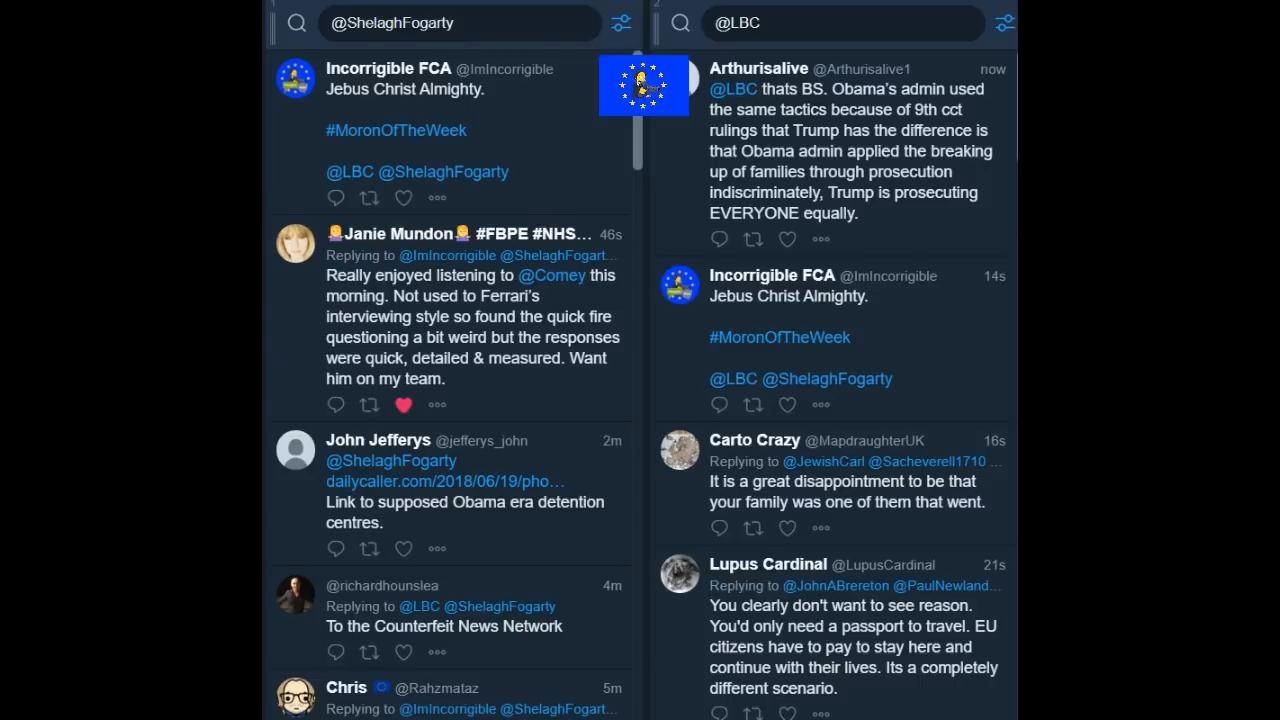 1
@ShelaghFogarty
Incorrigible FCA @ImIncorrigible
Jebus Christ Almighty.
#MoronOfTheWeek
@LBC @ShelaghFogarty
Janie Mundon #FBPE #NHS... 46s
Replying to @ImIncorrigible @ShelaghFogart...
Really enjoyed listening to @Comey this
morning. Not used to Ferrari's
interviewing style so found the quick fire
questioning a bit weird but the responses
were quick, detailed & measured. Want
him on my team.
John Jefferys @jefferys_john 2m
@ShelaghFogarty
dailycaller.com/2018/06/19/pho...
Link to supposed Obama era detention
centres.
@richardhounslea 4m
Replying to @LBC @ShelaghFogarty
To the Counterfeit News Network
Chris @Rahzmataz 5m
Replying to @ImIncorrigible @ShelaghFogart...
2
@LBC
Arthurisalive @Arthurisalive1 now
@LBC thats BS. Obama's admin used
the same tactics because of 9th cct
rulings that Trump has the difference is
that Obama admin applied the breaking
up of families through prosecution
indiscriminately, Trump is prosecuting
EVERYONE equally.
Incorrigible FCA @ImIncorrigible 14s
Jebus Christ Almighty.
#MoronOfTheWeek
@LBC @ShelaghFogarty
Carto Crazy @MapdraughterUK 16s
Replying to @JewishCarl @Sacheverell1710 ...
It is a great disappointment to be that
your family was one of them that went.
Lupus Cardinal @LupusCardinal 21s
Replying to @JohnABrereton @PaulNewland...
You clearly don't want to see reason.
You'd only need a passport to travel. EU
citizens have to pay to stay here and
continue with their lives. Its a completely
different scenario.